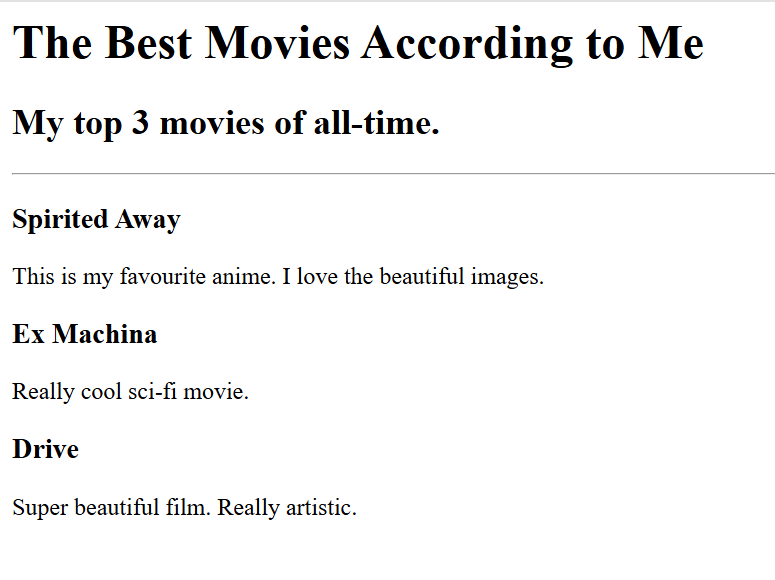 The Best Movies According to Me
My top 3 movies of all-time.
Spirited Away
This is my favourite anime. I love the beautiful images.
Ex Machina
Really cool sci-fi movie.
Drive
Super beautiful film. Really artistic.